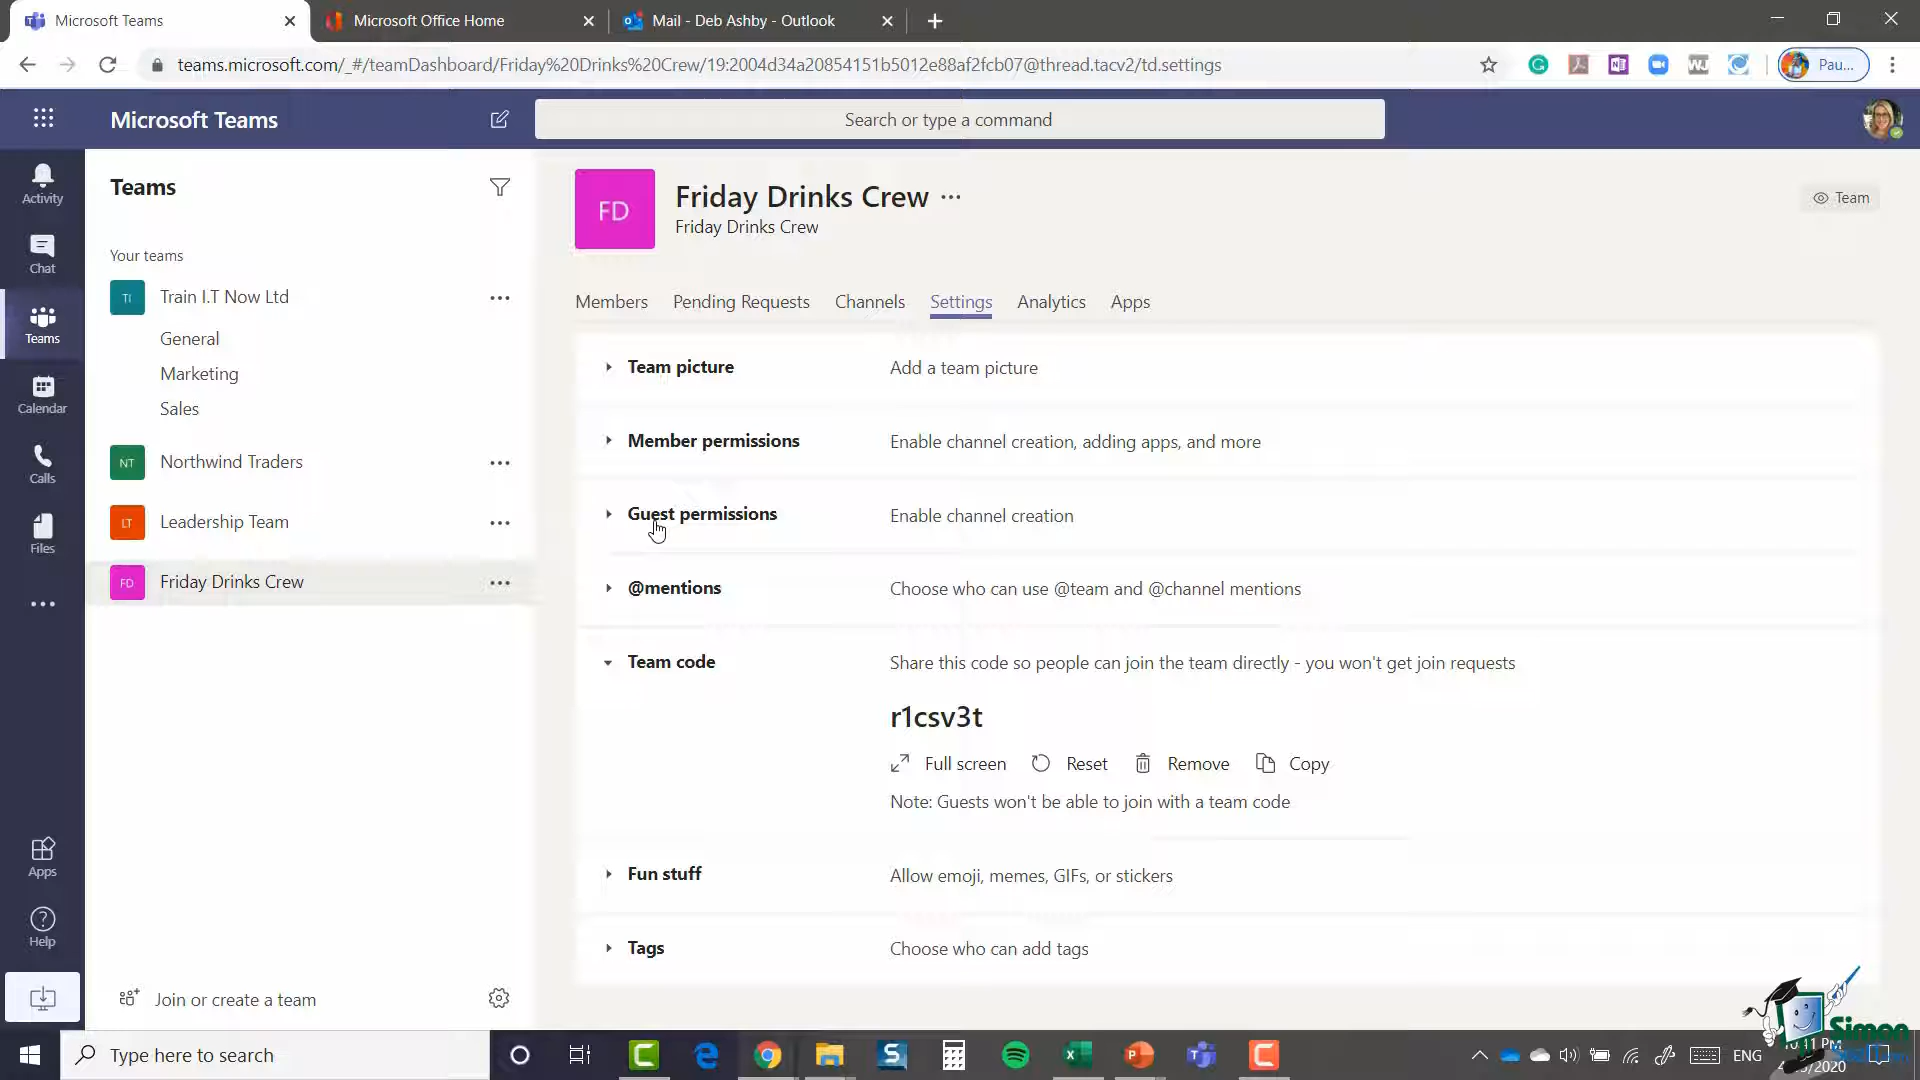 Microsoft Teams
Microsoft Office Home
Mail - Deb Ashby - Outlook
teams.microsoft.com/_#/teamDashboard/Friday%20Drinks%20Crew/19:2004d34a20854151b5012e88af2fcb07@thread.tacv2/td.settings
Pau...
Microsoft Teams
Search or type a command
Activity
Chat
Teams
Calendar
Calls
Files
Apps
Help
Teams
Your teams
TI Train I.T Now Ltd
General
Marketing
Sales
NT Northwind Traders
LT Leadership Team
FD Friday Drinks Crew
Join or create a team
FD
Friday Drinks Crew
Friday Drinks Crew
Team
Members Pending Requests Channels Settings Analytics Apps
Team picture Add a team picture
Member permissions Enable channel creation, adding apps, and more
Guest permissions Enable channel creation
@mentions Choose who can use @team and @channel mentions
Team code Share this code so people can join the team directly - you won't get join requests
r1csv3t
Full screen Reset Remove Copy
Note: Guests won't be able to join with a team code
Fun stuff Allow emoji, memes, GIFs, or stickers
Tags Choose who can add tags
Simon
Type here to search
ENG